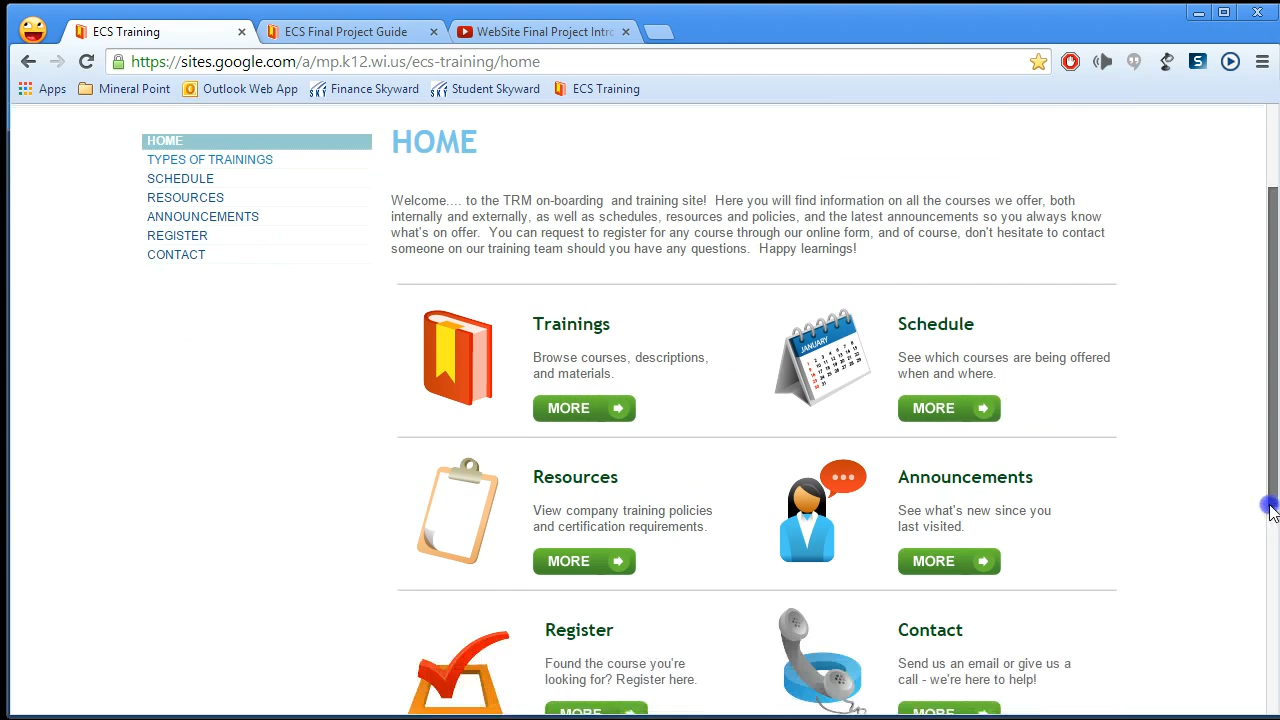 ECS Training
ECS Final Project Guide
WebSite Final Project Intro
https://sites.google.com/a/mp.k12.wi.us/ecs-training/home
S
Apps
Mineral Point
Outlook Web App
Finance Skyward
Student Skyward
ECS Training
HOME
TYPES OF TRAININGS
SCHEDULE
RESOURCES
ANNOUNCEMENTS
REGISTER
CONTACT
HOME
Welcome.... to the TRM on-boarding and training site! Here you will find information on all the courses we offer, both
internally and externally, as well as schedules, resources and policies, and the latest announcements so you always know
what's on offer. You can request to register for any course through our online form, and of course, don't hesitate to contact
someone on our training team should you have any questions. Happy learnings!
Trainings
Browse courses, descriptions,
and materials.
MORE
JANUARY
Schedule
See which courses are being offered
when and where.
MORE
Resources
View company training policies
and certification requirements.
MORE
Announcements
See what's new since you
last visited.
MORE
Register
Found the course you're
looking for? Register here.
MORE
Contact
Send us an email or give us a
call - we're here to help!
MORE